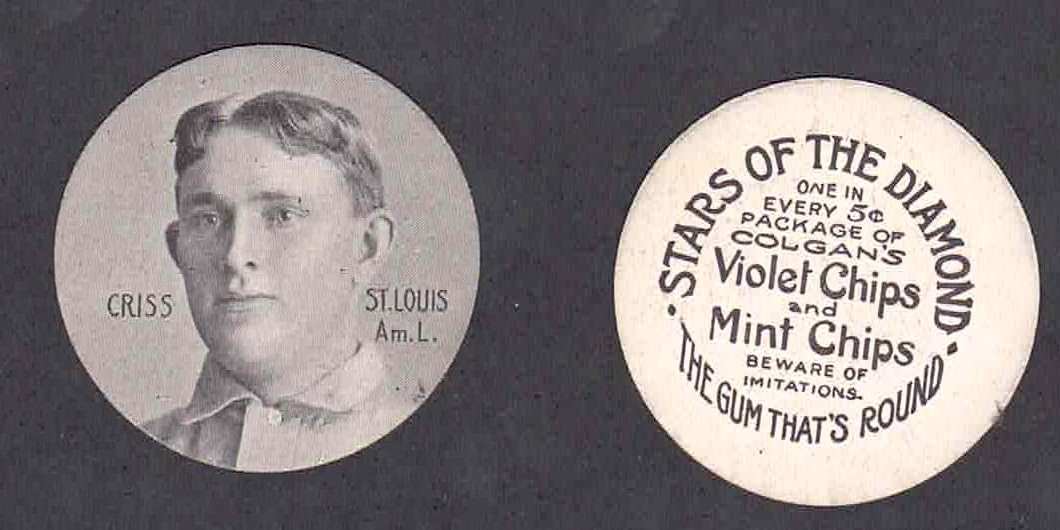 CRISS
ST.LOUIS
Am.L.
STARS OF THE DIAMOND
ONE IN
EVERY 5¢
PACKAGE OF
COLGAN'S
Violet Chips
and
Mint Chips
BEWARE OF
IMITATIONS.
THE GUM THAT'S ROUND